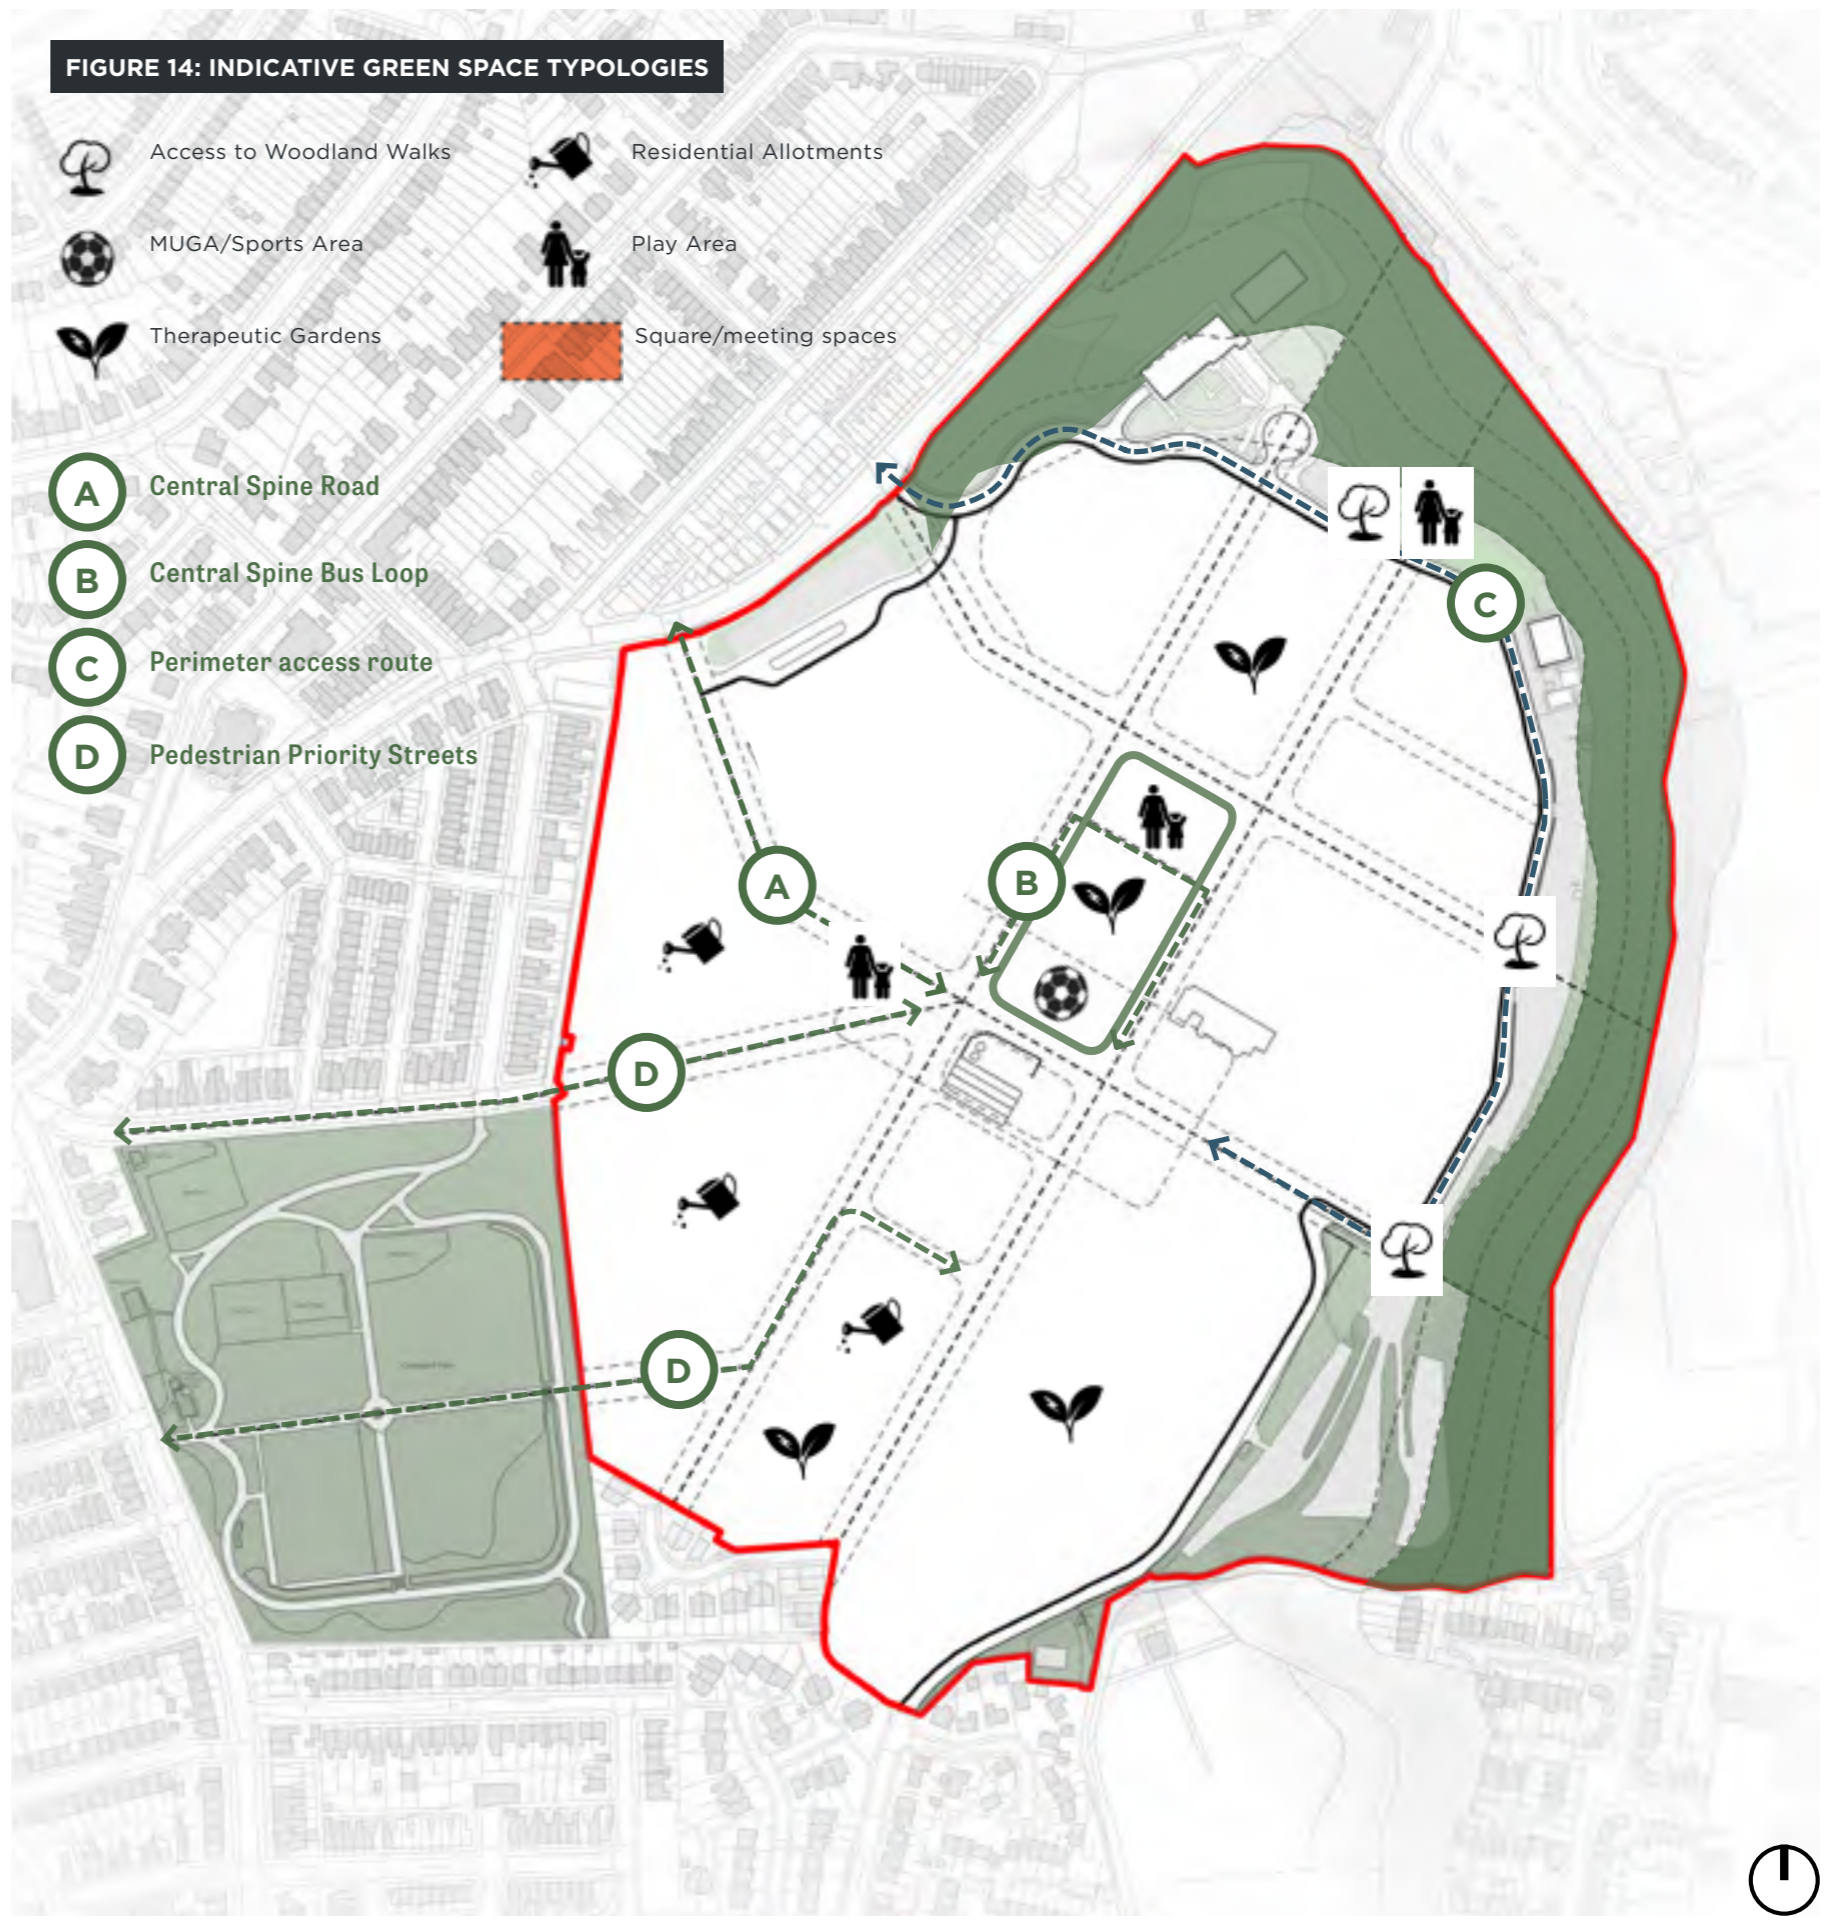 FIGURE 14: INDICATIVE GREEN SPACE TYPOLOGIES
Access to Woodland Walks
Residential Allotments
MUGA/Sports Area
Play Area
Therapeutic Gardens
Square/meeting spaces
A Central Spine Road
B Central Spine Bus Loop
C Perimeter access route
D Pedestrian Priority Streets
C
A
B
D
D